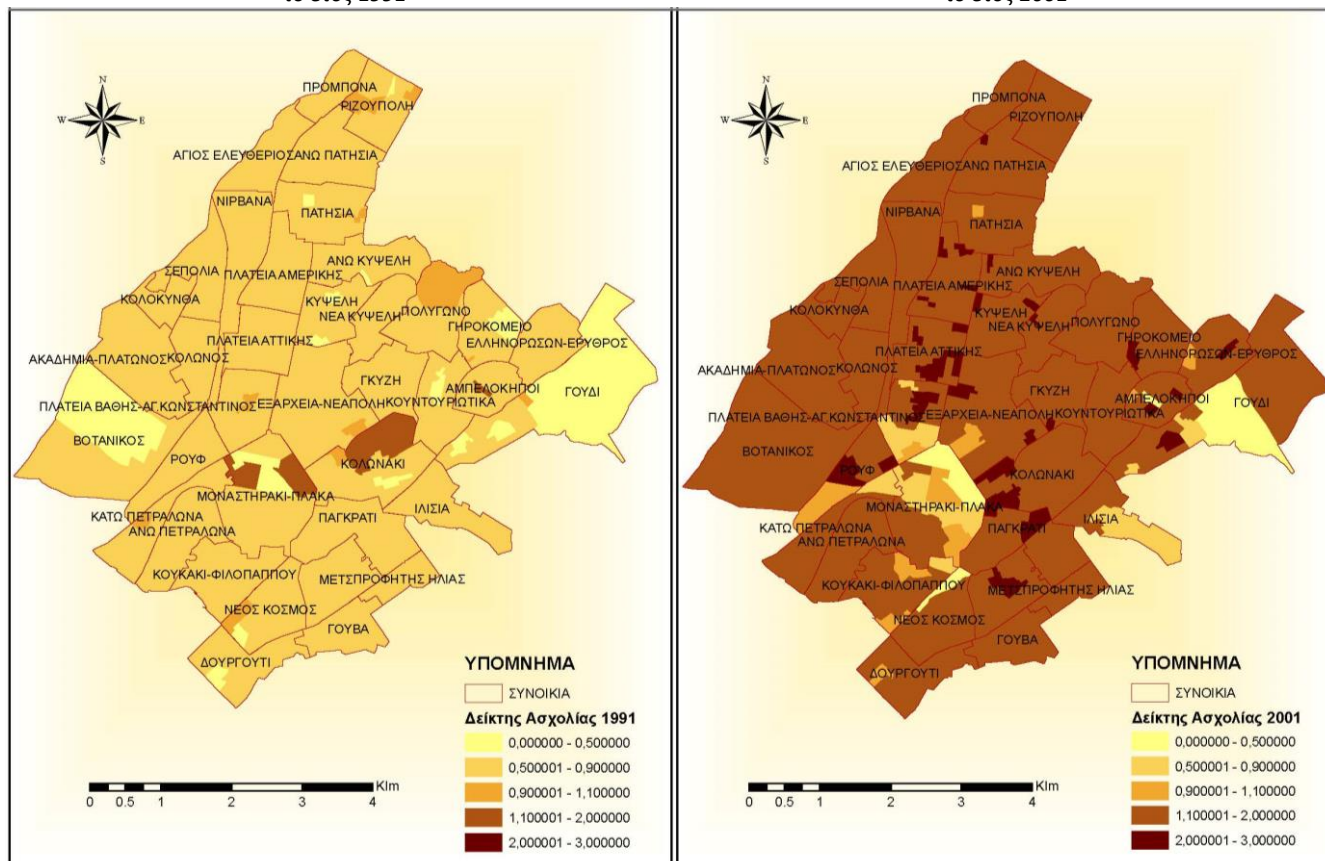 το έτος 1991
το έτος 2001
N
W
E
S
ΠΡΟΜΠΟΝΑ
ΡΙΖΟΥΠΟΛΗ
ΑΓΙΟΣ ΕΛΕΥΘΕΡΙΟΣ
ΑΝΩ ΠΑΤΗΣΙΑ
ΝΙΡΒΑΝΑ
ΠΑΤΗΣΙΑ
ΑΝΩ ΚΥΨΕΛΗ
ΣΕΠΟΛΙΑ
ΠΛΑΤΕΙΑ ΑΜΕΡΙΚΗΣ
ΚΟΛΟΚΥΝΘΑ
ΚΥΨΕΛΗ
ΝΕΑ ΚΥΨΕΛΗ
ΠΟΛΥΓΩΝΟ
ΓΗΡΟΚΟΜΕΙΟ
ΠΛΑΤΕΙΑ ΑΤΤΙΚΗΣ
ΕΛΛΗΝΟΡΩΣΩΝ-ΕΡΥΘΡΟΣ
ΑΚΑΔΗΜΙΑ-ΠΛΑΤΩΝΟΣ
ΚΟΛΩΝΟΣ
ΓΚΥΖΗ
ΑΜΠΕΛΟΚΗΠΟΙ
ΓΟΥΔΙ
ΠΛΑΤΕΙΑ ΒΑΘΗΣ-ΑΓ.ΚΩΝΣΤΑΝΤΙΝΟΣ
ΕΞΑΡΧΕΙΑ-ΝΕΑΠΟΛΗ
ΚΟΥΝΤΟΥΡΙΩΤΙΚΑ
ΒΟΤΑΝΙΚΟΣ
ΡΟΥΦ
ΚΟΛΩΝΑΚΙ
ΜΟΝΑΣΤΗΡΑΚΙ-ΠΛΑΚΑ
ΙΛΙΣΙΑ
ΚΑΤΩ ΠΕΤΡΑΛΩΝΑ
ΠΑΓΚΡΑΤΙ
ΑΝΩ ΠΕΤΡΑΛΩΝΑ
ΚΟΥΚΑΚΙ-ΦΙΛΟΠΑΠΠΟΥ
ΜΕΤΣΠΡΟΦΗΤΗΣ ΗΛΙΑΣ
ΝΕΟΣ ΚΟΣΜΟΣ
ΓΟΥΒΑ
ΔΟΥΡΓΟΥΤΙ
ΥΠΟΜΝΗΜΑ
ΣΥΝΟΙΚΙΑ
Δείκτης Ασχολίας 1991
0,000000 - 0,500000
0,500001 - 0,900000
0,900001 - 1,100000
1,100001 - 2,000000
2,000001 - 3,000000
Klm
0 0.5 1 2 3 4
N
W
E
S
ΠΡΟΜΠΟΝΑ
ΡΙΖΟΥΠΟΛΗ
ΑΓΙΟΣ ΕΛΕΥΘΕΡΙΟΣ
ΑΝΩ ΠΑΤΗΣΙΑ
ΝΙΡΒΑΝΑ
ΠΑΤΗΣΙΑ
ΑΝΩ ΚΥΨΕΛΗ
ΣΕΠΟΛΙΑ
ΠΛΑΤΕΙΑ ΑΜΕΡΙΚΗΣ
ΚΟΛΟΚΥΝΘΑ
ΚΥΨΕΛΗ
ΝΕΑ ΚΥΨΕΛΗ
ΠΟΛΥΓΩΝΟ
ΓΗΡΟΚΟΜΕΙΟ
ΠΛΑΤΕΙΑ ΑΤΤΙΚΗΣ
ΕΛΛΗΝΟΡΩΣΩΝ-ΕΡΥΘΡΟΣ
ΑΚΑΔΗΜΙΑ-ΠΛΑΤΩΝΟΣ
ΚΟΛΩΝΟΣ
ΓΚΥΖΗ
ΑΜΠΕΛΟΚΗΠΟΙ
ΓΟΥΔΙ
ΠΛΑΤΕΙΑ ΒΑΘΗΣ-ΑΓ.ΚΩΝΣΤΑΝΤΙΝΟΣ
ΕΞΑΡΧΕΙΑ-ΝΕΑΠΟΛΗ
ΚΟΥΝΤΟΥΡΙΩΤΙΚΑ
ΒΟΤΑΝΙΚΟΣ
ΡΟΥΦ
ΚΟΛΩΝΑΚΙ
ΜΟΝΑΣΤΗΡΑΚΙ-ΠΛΑΚΑ
ΙΛΙΣΙΑ
ΚΑΤΩ ΠΕΤΡΑΛΩΝΑ
ΠΑΓΚΡΑΤΙ
ΑΝΩ ΠΕΤΡΑΛΩΝΑ
ΚΟΥΚΑΚΙ-ΦΙΛΟΠΑΠΠΟΥ
ΜΕΤΣΠΡΟΦΗΤΗΣ ΗΛΙΑΣ
ΝΕΟΣ ΚΟΣΜΟΣ
ΓΟΥΒΑ
ΔΟΥΡΓΟΥΤΙ
ΥΠΟΜΝΗΜΑ
ΣΥΝΟΙΚΙΑ
Δείκτης Ασχολίας 2001
0,000000 - 0,500000
0,500001 - 0,900000
0,900001 - 1,100000
1,100001 - 2,000000
2,000001 - 3,000000
Klm
0 0.5 1 2 3 4